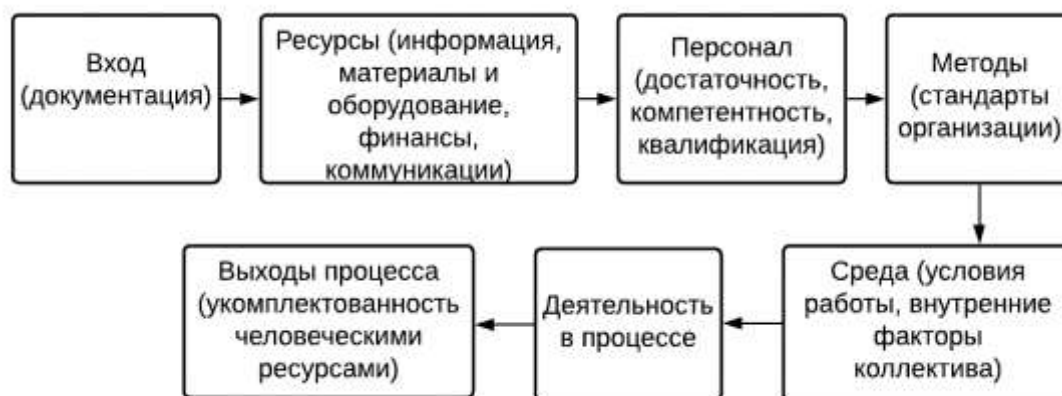 Вход
(документация)
Ресурсы (информация,
материалы и
оборудование,
финансы,
коммуникации)
Персонал
(достаточность,
компетентность,
квалификация)
Методы
(стандарты
организации)
Среда (условия
работы, внутренние
факторы
коллектива)
Деятельность
в процессе
Выходы процесса
(укомплектованность
человеческими
ресурсами)